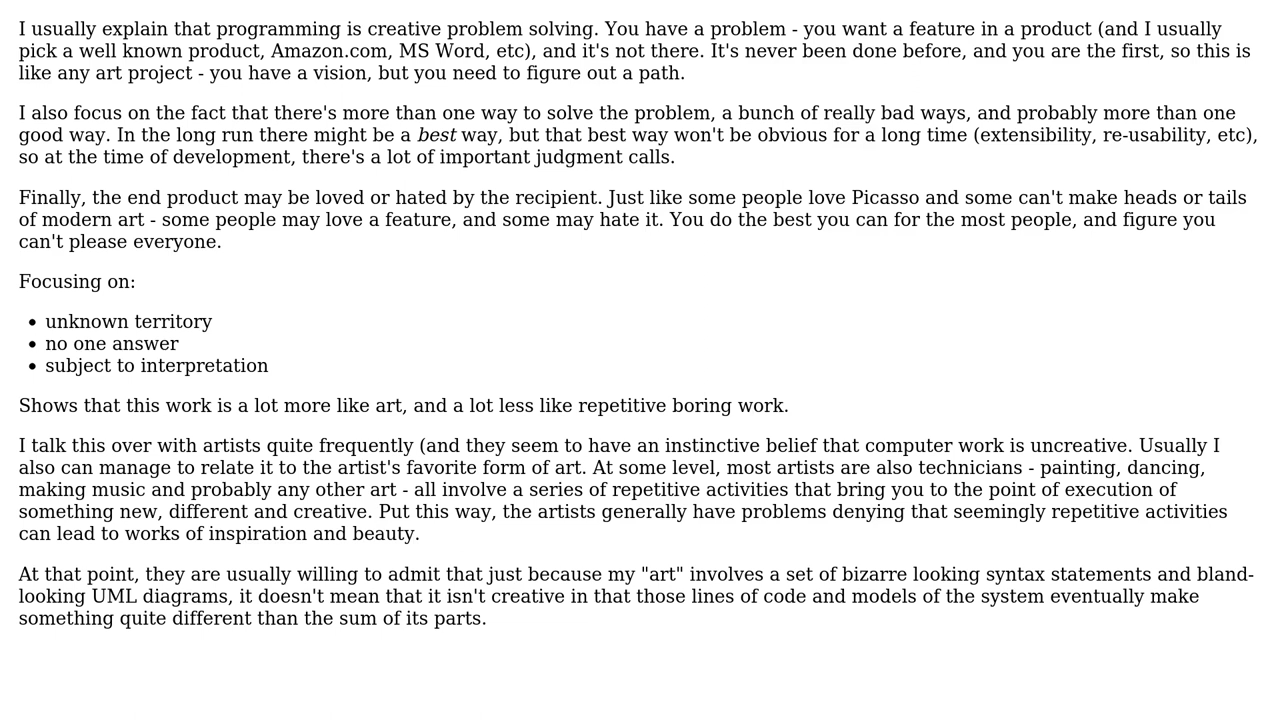 I usually explain that programming is creative problem solving. You have a problem - you want a feature in a product (and I usually
pick a well known product, Amazon.com, MS Word, etc), and it's not there. It's never been done before, and you are the first, so this is
like any art project - you have a vision, but you need to figure out a path.
I also focus on the fact that there's more than one way to solve the problem, a bunch of really bad ways, and probably more than one
good way. In the long run there might be a best way, but that best way won't be obvious for a long time (extensibility, re-usability, etc),
so at the time of development, there's a lot of important judgment calls.
Finally, the end product may be loved or hated by the recipient. Just like some people love Picasso and some can't make heads or tails
of modern art - some people may love a feature, and some may hate it. You do the best you can for the most people, and figure you
can't please everyone.
Focusing on:
• unknown territory
• no one answer
• subject to interpretation
Shows that this work is a lot more like art, and a lot less like repetitive boring work.
I talk this over with artists quite frequently (and they seem to have an instinctive belief that computer work is uncreative. Usually I
also can manage to relate it to the artist's favorite form of art. At some level, most artists are also technicians - painting, dancing,
making music and probably any other art - all involve a series of repetitive activities that bring you to the point of execution of
something new, different and creative. Put this way, the artists generally have problems denying that seemingly repetitive activities
can lead to works of inspiration and beauty.
At that point, they are usually willing to admit that just because my "art" involves a set of bizarre looking syntax statements and bland-
looking UML diagrams, it doesn't mean that it isn't creative in that those lines of code and models of the system eventually make
something quite different than the sum of its parts.